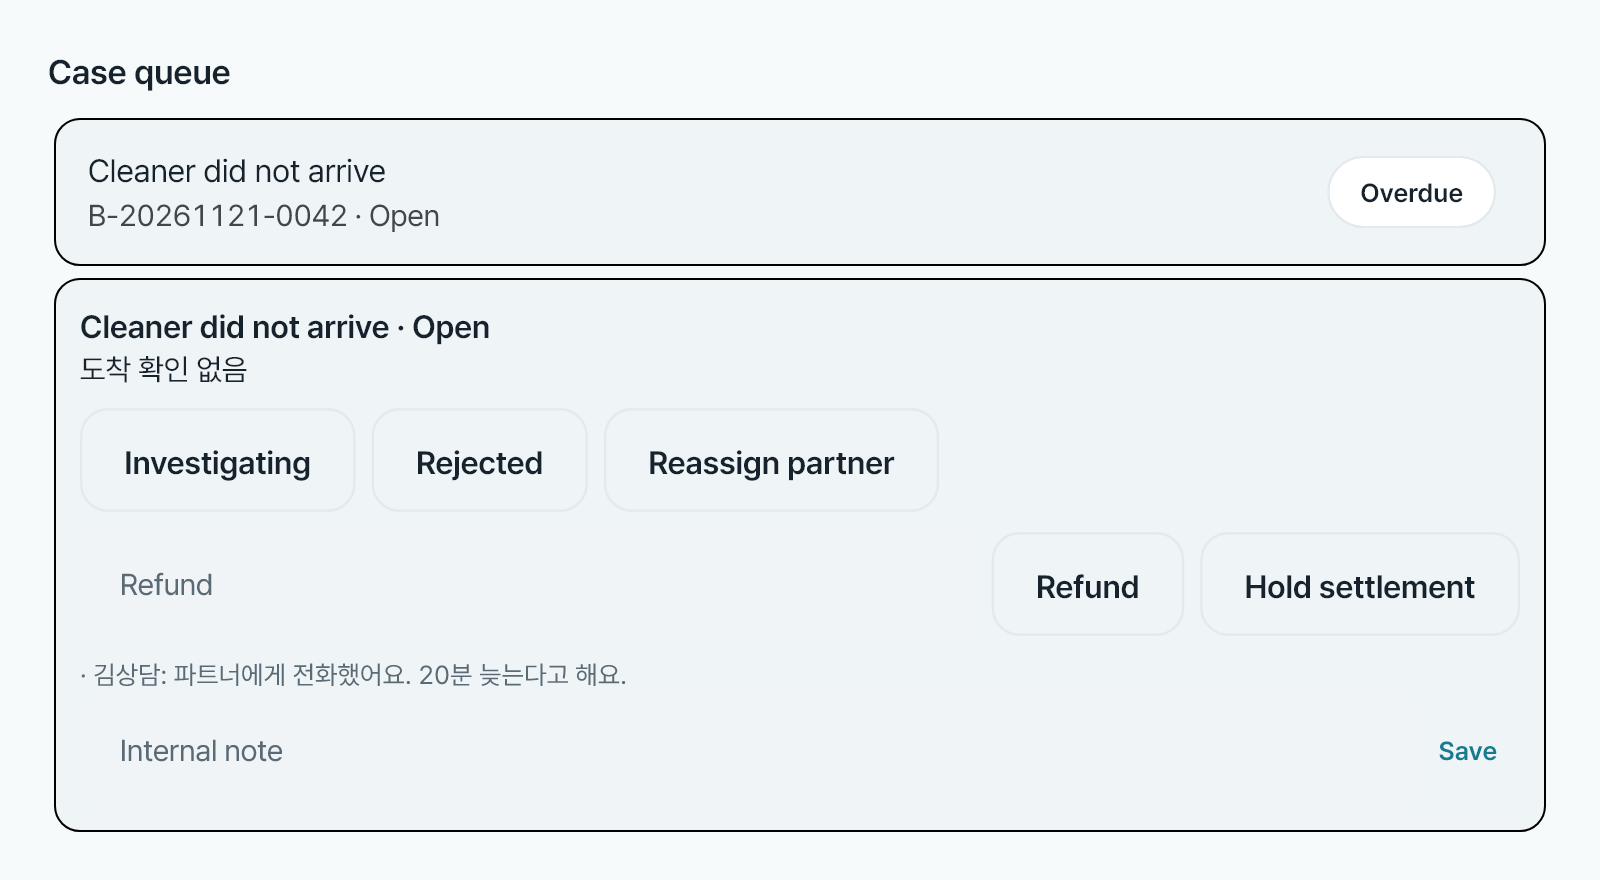 Case queue
Cleaner did not arrive
B-20261121-0042 · Open
Overdue
Cleaner did not arrive · Open
도착 확인 없음
Investigating
Rejected
Reassign partner
Refund
Refund
Hold settlement
· 김상담: 파트너에게 전화했어요. 20분 늦는다고 해요.
Internal note
Save